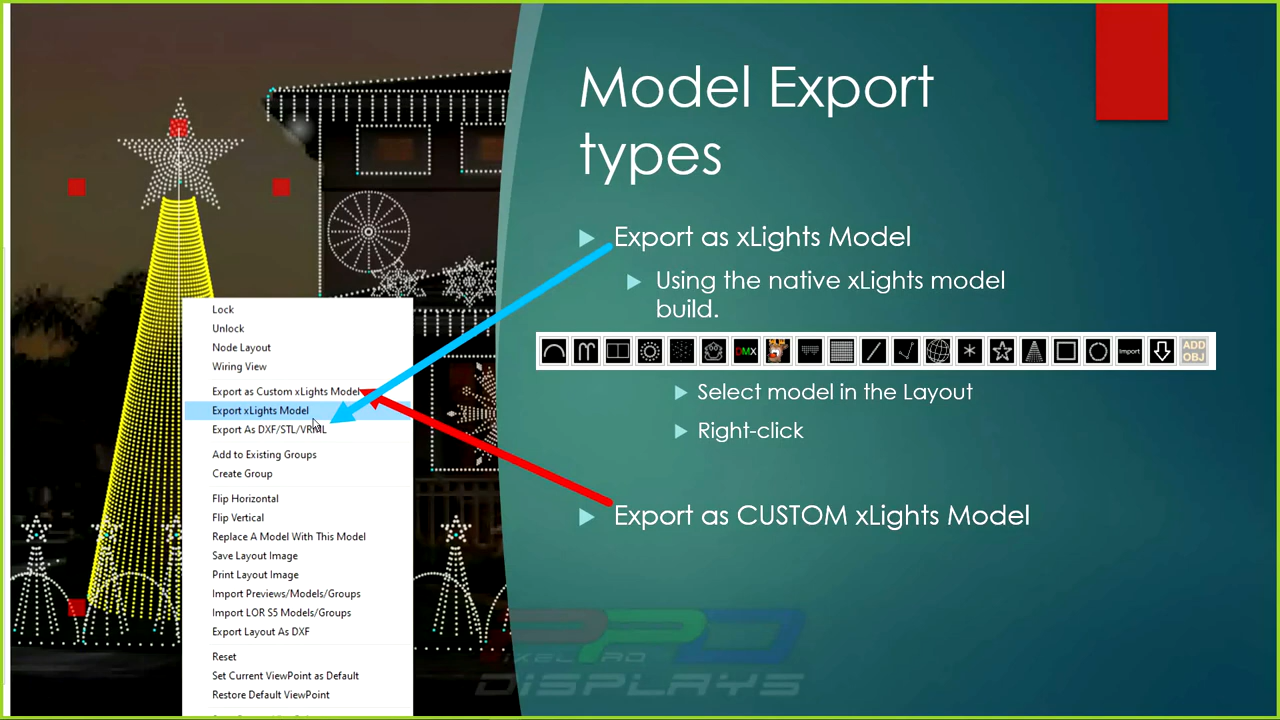 Model Export
types
Export as xLights Model
Using the native xLights model
build.
DMX
Import
ADD
OBJ
Select model in the Layout
Right-click
Export as CUSTOM xLights Model
Lock
Unlock
Node Layout
Wiring View
Export as Custom xLights Model
Export xLights Model
Export As DXF/STL/VRML
Add to Existing Groups
Create Group
Flip Horizontal
Flip Vertical
Replace A Model With This Model
Save Layout Image
Print Layout Image
Import Previews/Models/Groups
Import LOR S5 Models/Groups
Export Layout As DXF
Reset
Set Current ViewPoint as Default
Restore Default ViewPoint
PPD
PIXEL PRO
DISPLAYS